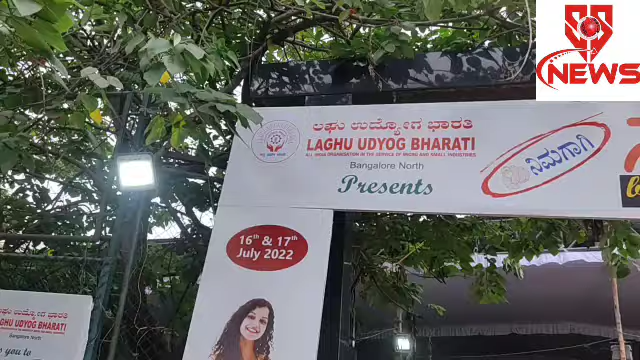 SS
NEWS
ಲಘು ಉದ್ಯೋಗ ಭಾರತಿ
LAGHU UDYOG BHARATI
ALL INDIA ORGANISATION IN THE SERVICE OF MICRO AND SMALL INDUSTRIES
Bangalore North
Presents
ನಿಮಗಾಗಿ
16th & 17th
July 2022
ಲಘು ಉದ್ಯೋಗ ಭಾರತಿ
GHU UDYOG BHARATI
Bangalore North
s you to